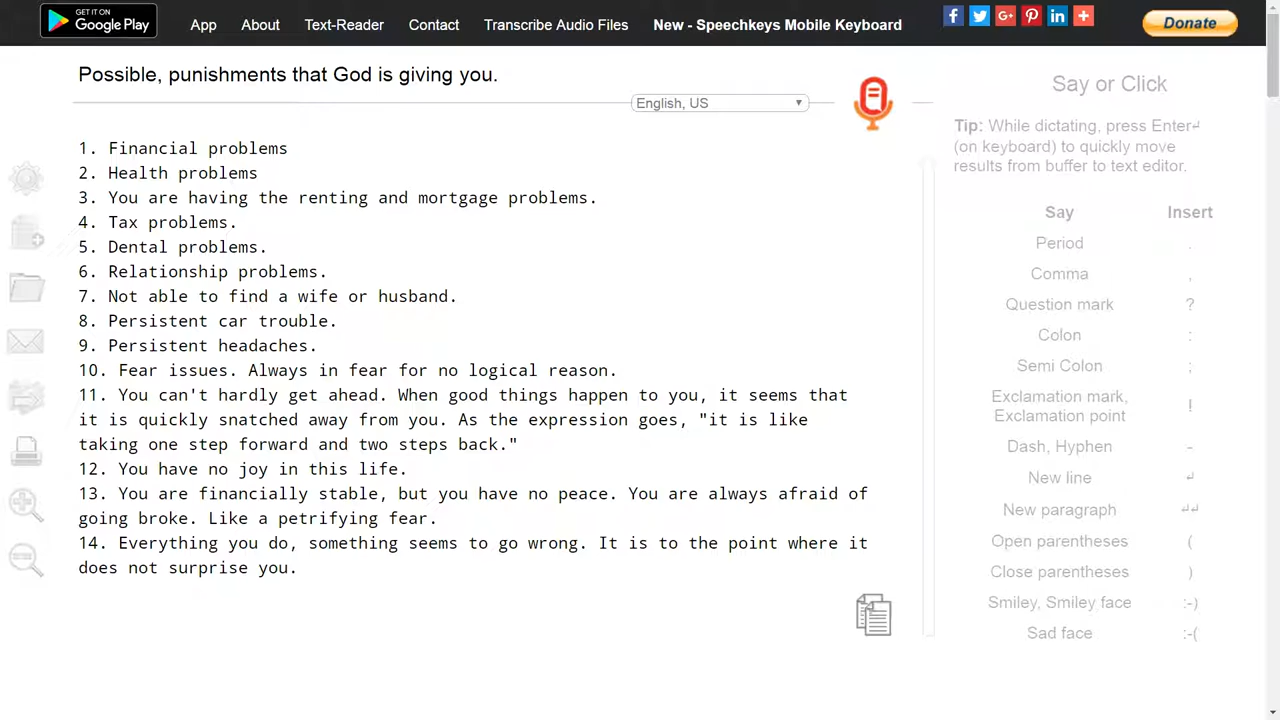 GET IT ON
Google Play
App
About
Text-Reader
Contact
Transcribe Audio Files
New - Speechkeys Mobile Keyboard
Donate
Possible, punishments that God is giving you.
English, US
1. Financial problems
2. Health problems
3. You are having the renting and mortgage problems.
4. Tax problems.
5. Dental problems.
6. Relationship problems.
7. Not able to find a wife or husband.
8. Persistent car trouble.
9. Persistent headaches.
10. Fear issues. Always in fear for no logical reason.
11. You can't hardly get ahead. When good things happen to you, it seems that
it is quickly snatched away from you. As the expression goes, "it is like
taking one step forward and two steps back."
12. You have no joy in this life.
13. You are financially stable, but you have no peace. You are always afraid of
going broke. Like a petrifying fear.
14. Everything you do, something seems to go wrong. It is to the point where it
does not surprise you.
Say or Click
Tip: While dictating, press Enter↵
(on keyboard) to quickly move
results from buffer to text editor.
Say Insert
Period .
Comma ,
Question mark ?
Colon :
Semi Colon ;
Exclamation mark,
Exclamation point !
Dash, Hyphen -
New line ↵
New paragraph ↵↵
Open parentheses (
Close parentheses )
Smiley, Smiley face :-)
Sad face :-(